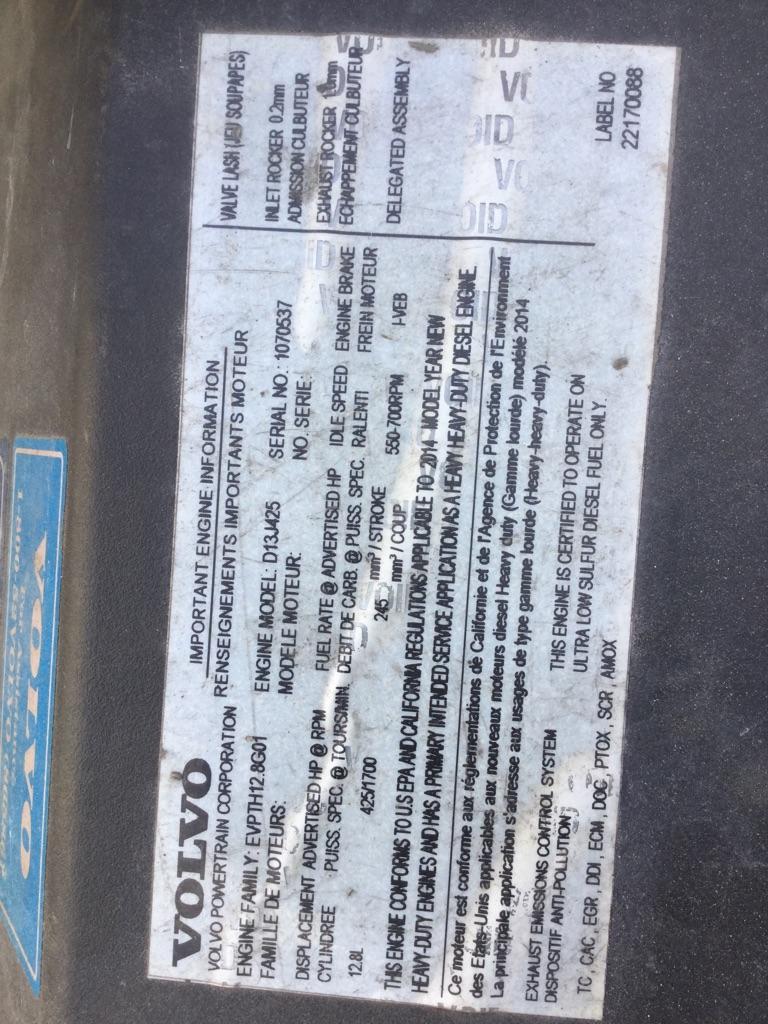 VOLVO
VOLVO POWERTRAIN CORPORATION
IMPORTANT ENGINE INFORMATION
RENSEIGNEMENTS IMPORTANTS MOTEUR
ENGINE FAMILY: EVPTH12.8G01 ENGINE MODEL: D13J425 SERIAL NO.: 1070537
FAMILLE DE MOTEURS: MODELE MOTEUR: NO. SERIE:
DISPLACEMENT ADVERTISED HP @ RPM FUEL RATE @ ADVERTISED HP IDLE SPEED ENGINE BRAKE
CYLINDREE PUISS. SPEC. @ TOURS/MIN. DEBIT DE CARB. @ PUISS. SPEC. RALENTI FREIN MOTEUR
12.8L 425/1700 245 mm³ / STROKE 550-700RPM I-VEB
mm³ / COUP
THIS ENGINE CONFORMS TO U.S EPA AND CALIFORNIA REGULATIONS APPLICABLE TO 2014 MODEL YEAR NEW
HEAVY-DUTY ENGINES AND HAS A PRIMARY INTENDED SERVICE APPLICATION AS A HEAVY HEAVY-DUTY DIESEL ENGINE.
Ce moteur est conforme aux réglementations de Californie et de l'Agence de Protection de l'Environment
des Etats-Unis applicables aux nouveaux moteurs diesel Heavy duty (Gamme lourde) modele 2014
La principale application s'adresse aux usages de type gamme lourde (Heavy-heavy-duty).
EXHAUST EMISSIONS CONTROL SYSTEM
DISPOSITIF ANTI-POLLUTION
TC , CAC , EGR , DDI , ECM , DOC , PTOX , SCR , AMOX
THIS ENGINE IS CERTIFIED TO OPERATE ON
ULTRA LOW SULFUR DIESEL FUEL ONLY.
VALVE LASH (JEU SOUPAPES)
INLET ROCKER 0.2mm
ADMISSION CULBUTEUR
EXHAUST ROCKER
ECHAPPEMENT CULBUTEUR
DELEGATED ASSEMBLY
LABEL NO
22170088
VOLVO